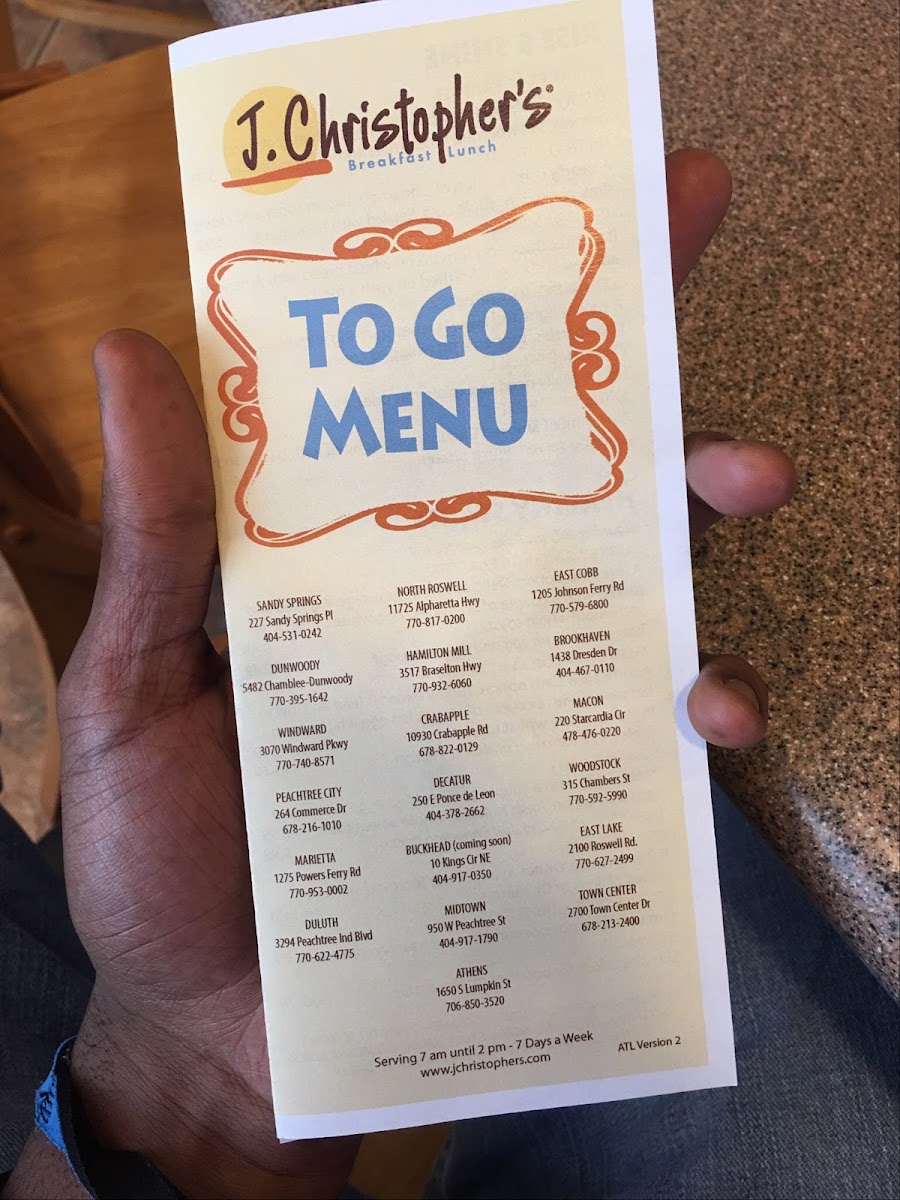 J. Christopher's®
Breakfast Lunch
TO GO
MENU
SANDY SPRINGS
227 Sandy Springs Pl
404-531-0242
DUNWOODY
5482 Chamblee-Dunwoody
770-395-1642
WINDWARD
3070 Windward Pkwy
770-740-8571
PEACHTREE CITY
264 Commerce Dr
678-216-1010
MARIETTA
1275 Powers Ferry Rd
770-953-0002
DULUTH
3294 Peachtree Ind Blvd
770-622-4775
NORTH ROSWELL
11725 Alpharetta Hwy
770-817-0200
HAMILTON MILL
3517 Braselton Hwy
770-932-6060
CRABAPPLE
10930 Crabapple Rd
678-822-0129
DECATUR
250 E Ponce de Leon
404-378-2662
BUCKHEAD (coming soon)
10 Kings Cir NE
404-917-0350
MIDTOWN
950 W Peachtree St
404-917-1790
ATHENS
1650 S Lumpkin St
706-850-3520
EAST COBB
1205 Johnson Ferry Rd
770-579-6800
BROOKHAVEN
1438 Dresden Dr
404-467-0110
MACON
220 Starcardia Cir
478-476-0220
WOODSTOCK
315 Chambers St
770-592-5990
EAST LAKE
2100 Roswell Rd.
770-627-2499
TOWN CENTER
2700 Town Center Dr
678-213-2400
Serving 7 am until 2 pm - 7 Days a Week
www.jchristophers.com
ATL Version 2